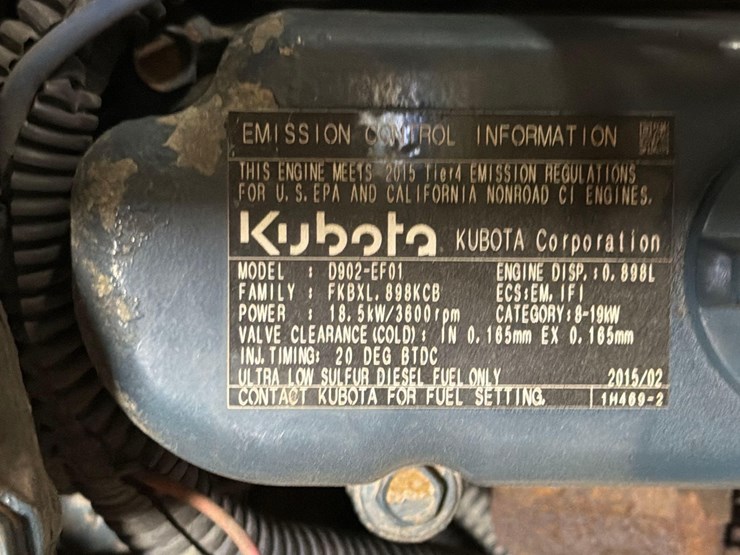 EMISSION CONTROL INFORMATION
THIS ENGINE MEETS 2015 Tier4 EMISSION REGULATIONS
FOR U.S. EPA AND CALIFORNIA NONROAD CI ENGINES.
Kubota KUBOTA Corporation
MODEL : D902-EF01 ENGINE DISP. : 0.898L
FAMILY : FKBXL.898KCB ECS:EM, IFI
POWER : 18.5kW/3600rpm CATEGORY:8-19KW
VALVE CLEARANCE (COLD) : IN 0.165mm EX 0.165mm
INJ. TIMING: 20 DEG BTDC
ULTRA LOW SULFUR DIESEL FUEL ONLY 2015/02
CONTACT KUBOTA FOR FUEL SETTING. 1H469-2